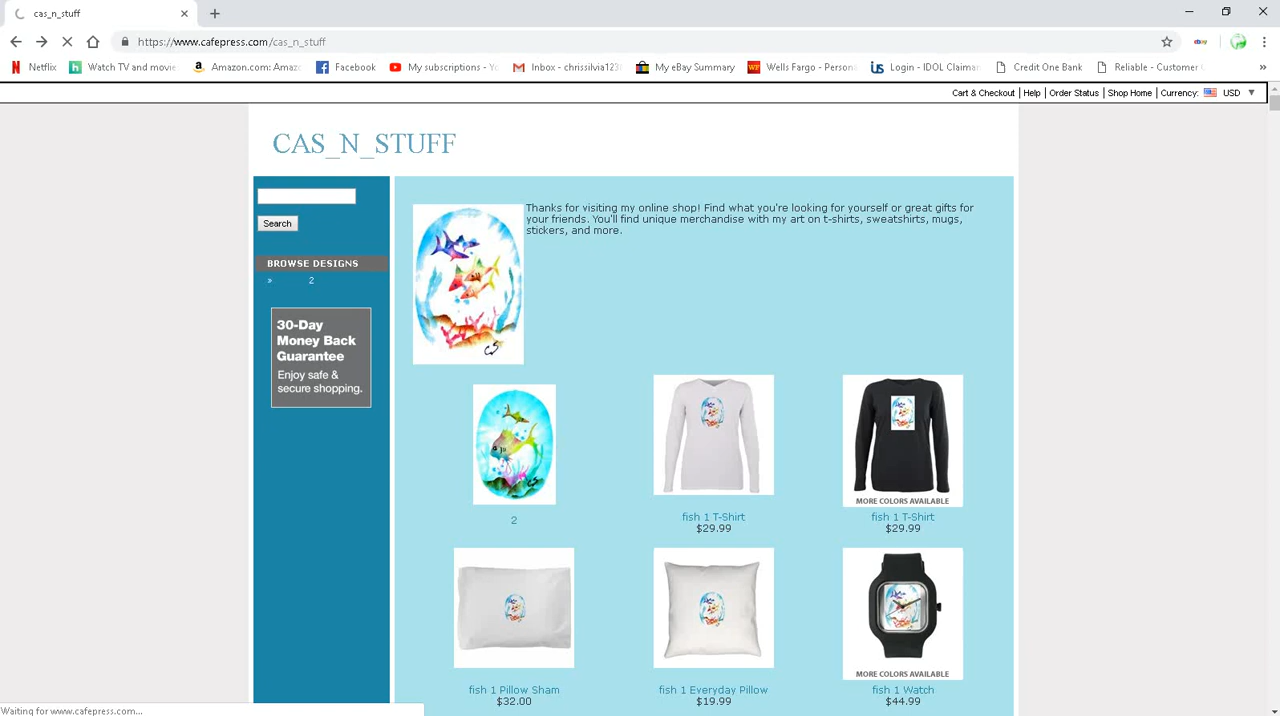 cas_n_stuff
https://www.cafepress.com/cas_n_stuff
Netflix
Watch TV and movie
Amazon.com: Amaz
Facebook
My subscriptions - Yo
Inbox - chrissilvia123
My eBay Summary
Wells Fargo - Person
Login - IDOL Claima
Credit One Bank
Reliable - Customer
»
Cart & Checkout | Help | Order Status | Shop Home | Currency: USD ▼
CAS_N_STUFF
Search
BROWSE DESIGNS
» 2
30-Day
Money Back
Guarantee
Enjoy safe &
secure shopping.
Thanks for visiting my online shop! Find what you're looking for yourself or great gifts for
your friends. You'll find unique merchandise with my art on t-shirts, sweatshirts, mugs,
stickers, and more.
2
fish 1 T-Shirt
$29.99
MORE COLORS AVAILABLE
fish 1 T-Shirt
$29.99
fish 1 Pillow Sham
$32.00
fish 1 Everyday Pillow
$19.99
MORE COLORS AVAILABLE
fish 1 Watch
$44.99
Waiting for www.cafepress.com...